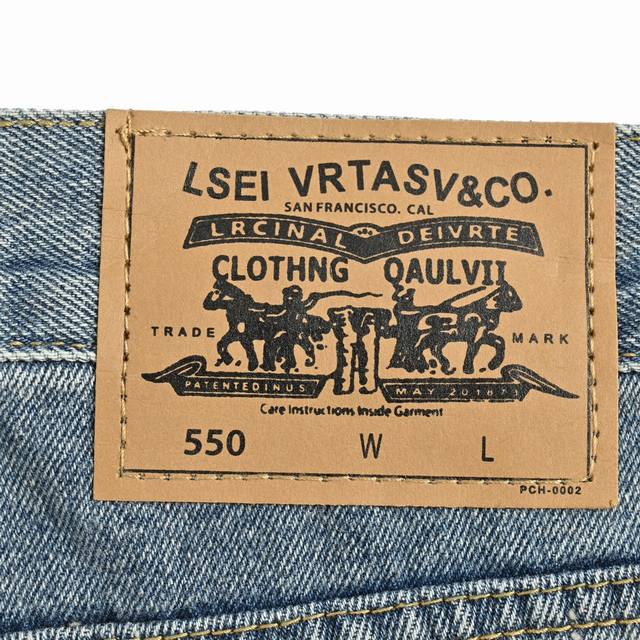 LSEI VRTASV&CO.
SAN FRANCISCO. CAL
LRCINAL DEIVRTE
CLOTHNG QAULVII
TRADE MARK
PATENTEDINUS MAY 2018
Care Instructions Inside Garment
550 W L
PCH-0002